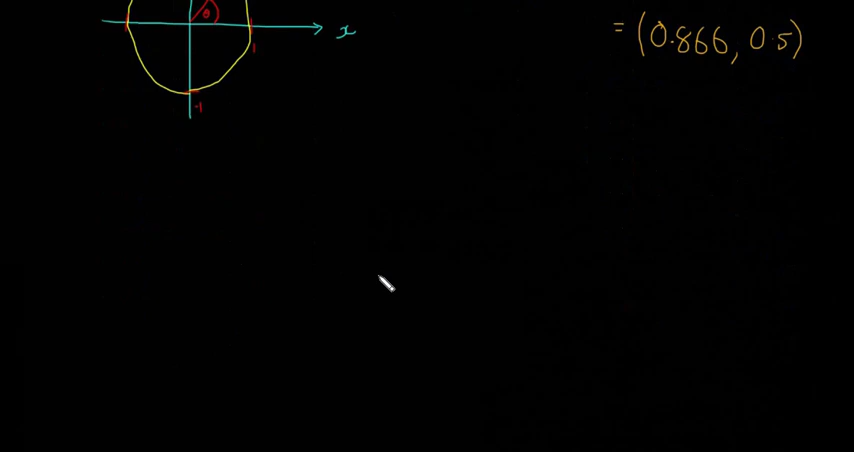 θ
x
= (0.866, 0.5)
1
-1